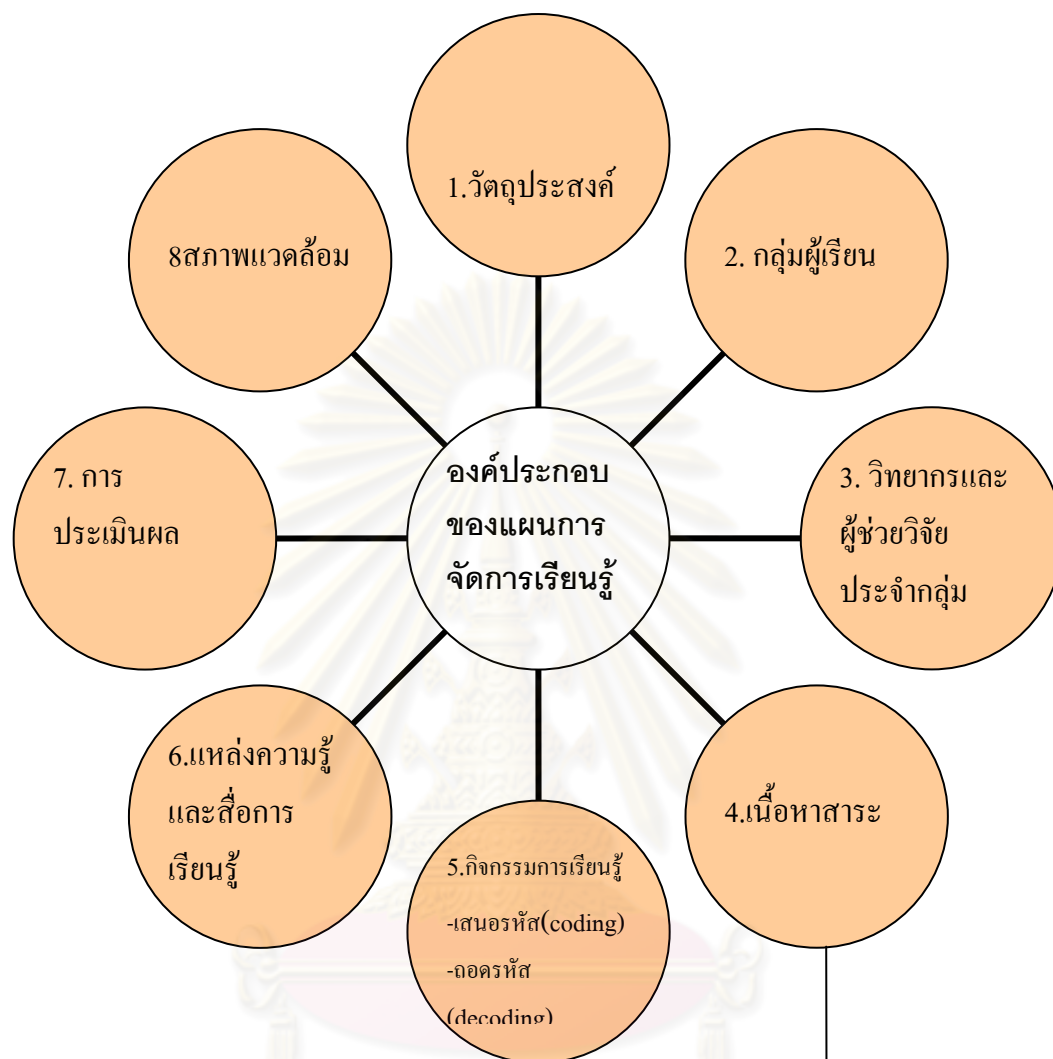 องค์ประกอบ
ของแผนการ
จัดการเรียนรู้
1.วัตถุประสงค์
2. กลุ่มผู้เรียน
3. วิทยากรและ
ผู้ช่วยวิจัย
ประจำกลุ่ม
4.เนื้อหาสาระ
5.กิจกรรมการเรียนรู้
-เสนอรหัส(coding)
-ถอดรหัส
(decoding)
6.แหล่งความรู้
และสื่อการ
เรียนรู้
7. การ
ประเมินผล
8สภาพแวดล้อม